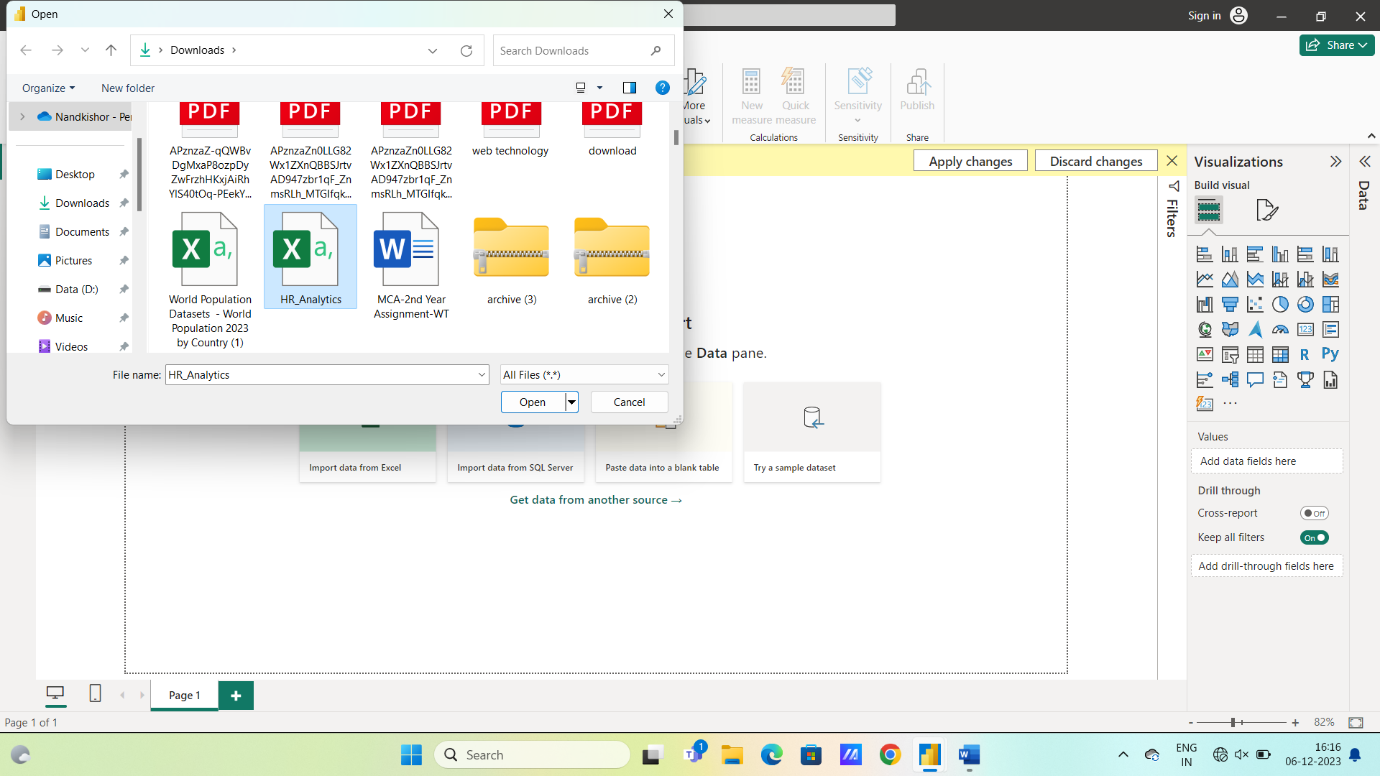 Open
Sign in
Share
Downloads
Search Downloads
Organize
New folder
More
New
Quick
Sensitivity
Publish
measure
measure
Calculations
Sensitivity
Share
Nandkishor - Per
Desktop
Downloads
Documents
Pictures
Data (D:)
Music
Videos
PDF
PDF
PDF
PDF
PDF
APznzaZ-qQWBv
DgMxaP8ozpDy
ZwFrzhHKxjAiRh
YlS40tOq-PEekY...
APznzaZn0LLG82
Wx1ZXnQBBSJrtv
AD947zbr1qF_Zn
msRLh_MTGIfqk...
APznzaZn0LLG82
Wx1ZXnQBBSJrtv
AD947zbr1qF_Zn
msRLh_MTGIfqk...
web technology
download
X a,
X a,
W
World Population
Datasets - World
Population 2023
by Country (1)
HR_Analytics
MCA-2nd Year
Assignment-WT
archive (3)
archive (2)
File name:
HR_Analytics
All Files (*.*)
Open
Cancel
Apply changes
Discard changes
Data pane.
Import data from Excel
Import data from SQL Server
Paste data into a blank table
Try a sample dataset
Get data from another source →
Filters
Visualizations
Build visual
123
R
Py
123
...
Values
Add data fields here
Drill through
Cross-report
Off
Keep all filters
On
Add drill-through fields here
Data
Page 1
+
Page 1 of 1
-
+
82%
Search
1
W
ENG
IN
16:16
06-12-2023